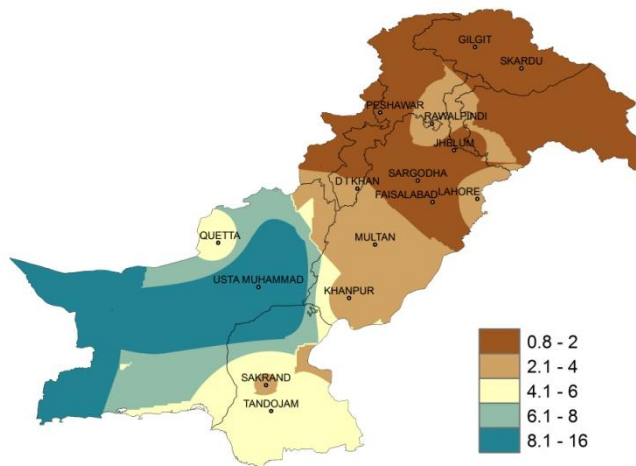 GILGIT
SKARDU
PESHAWAR
RAWALPINDI
JHELUM
SARGODHA
D I KHAN
FAISALABAD
LAHORE
QUETTA
MULTAN
USTA MUHAMMAD
KHANPUR
SAKRAND
TANDOJAM
0.8 - 2
2.1 - 4
4.1 - 6
6.1 - 8
8.1 - 16